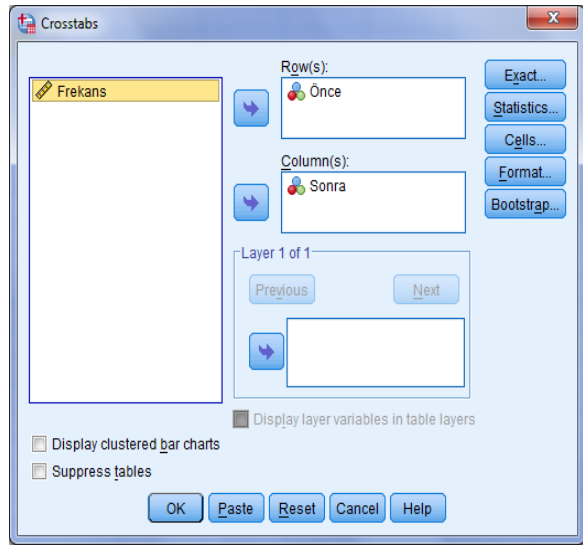 Crosstabs
Frekans
Row(s):
Önce
Column(s):
Sonra
Exact...
Statistics...
Cells...
Format...
Bootstrap...
Layer 1 of 1
Previous
Next
Display layer variables in table layers
Display clustered bar charts
Suppress tables
OK Paste Reset Cancel Help